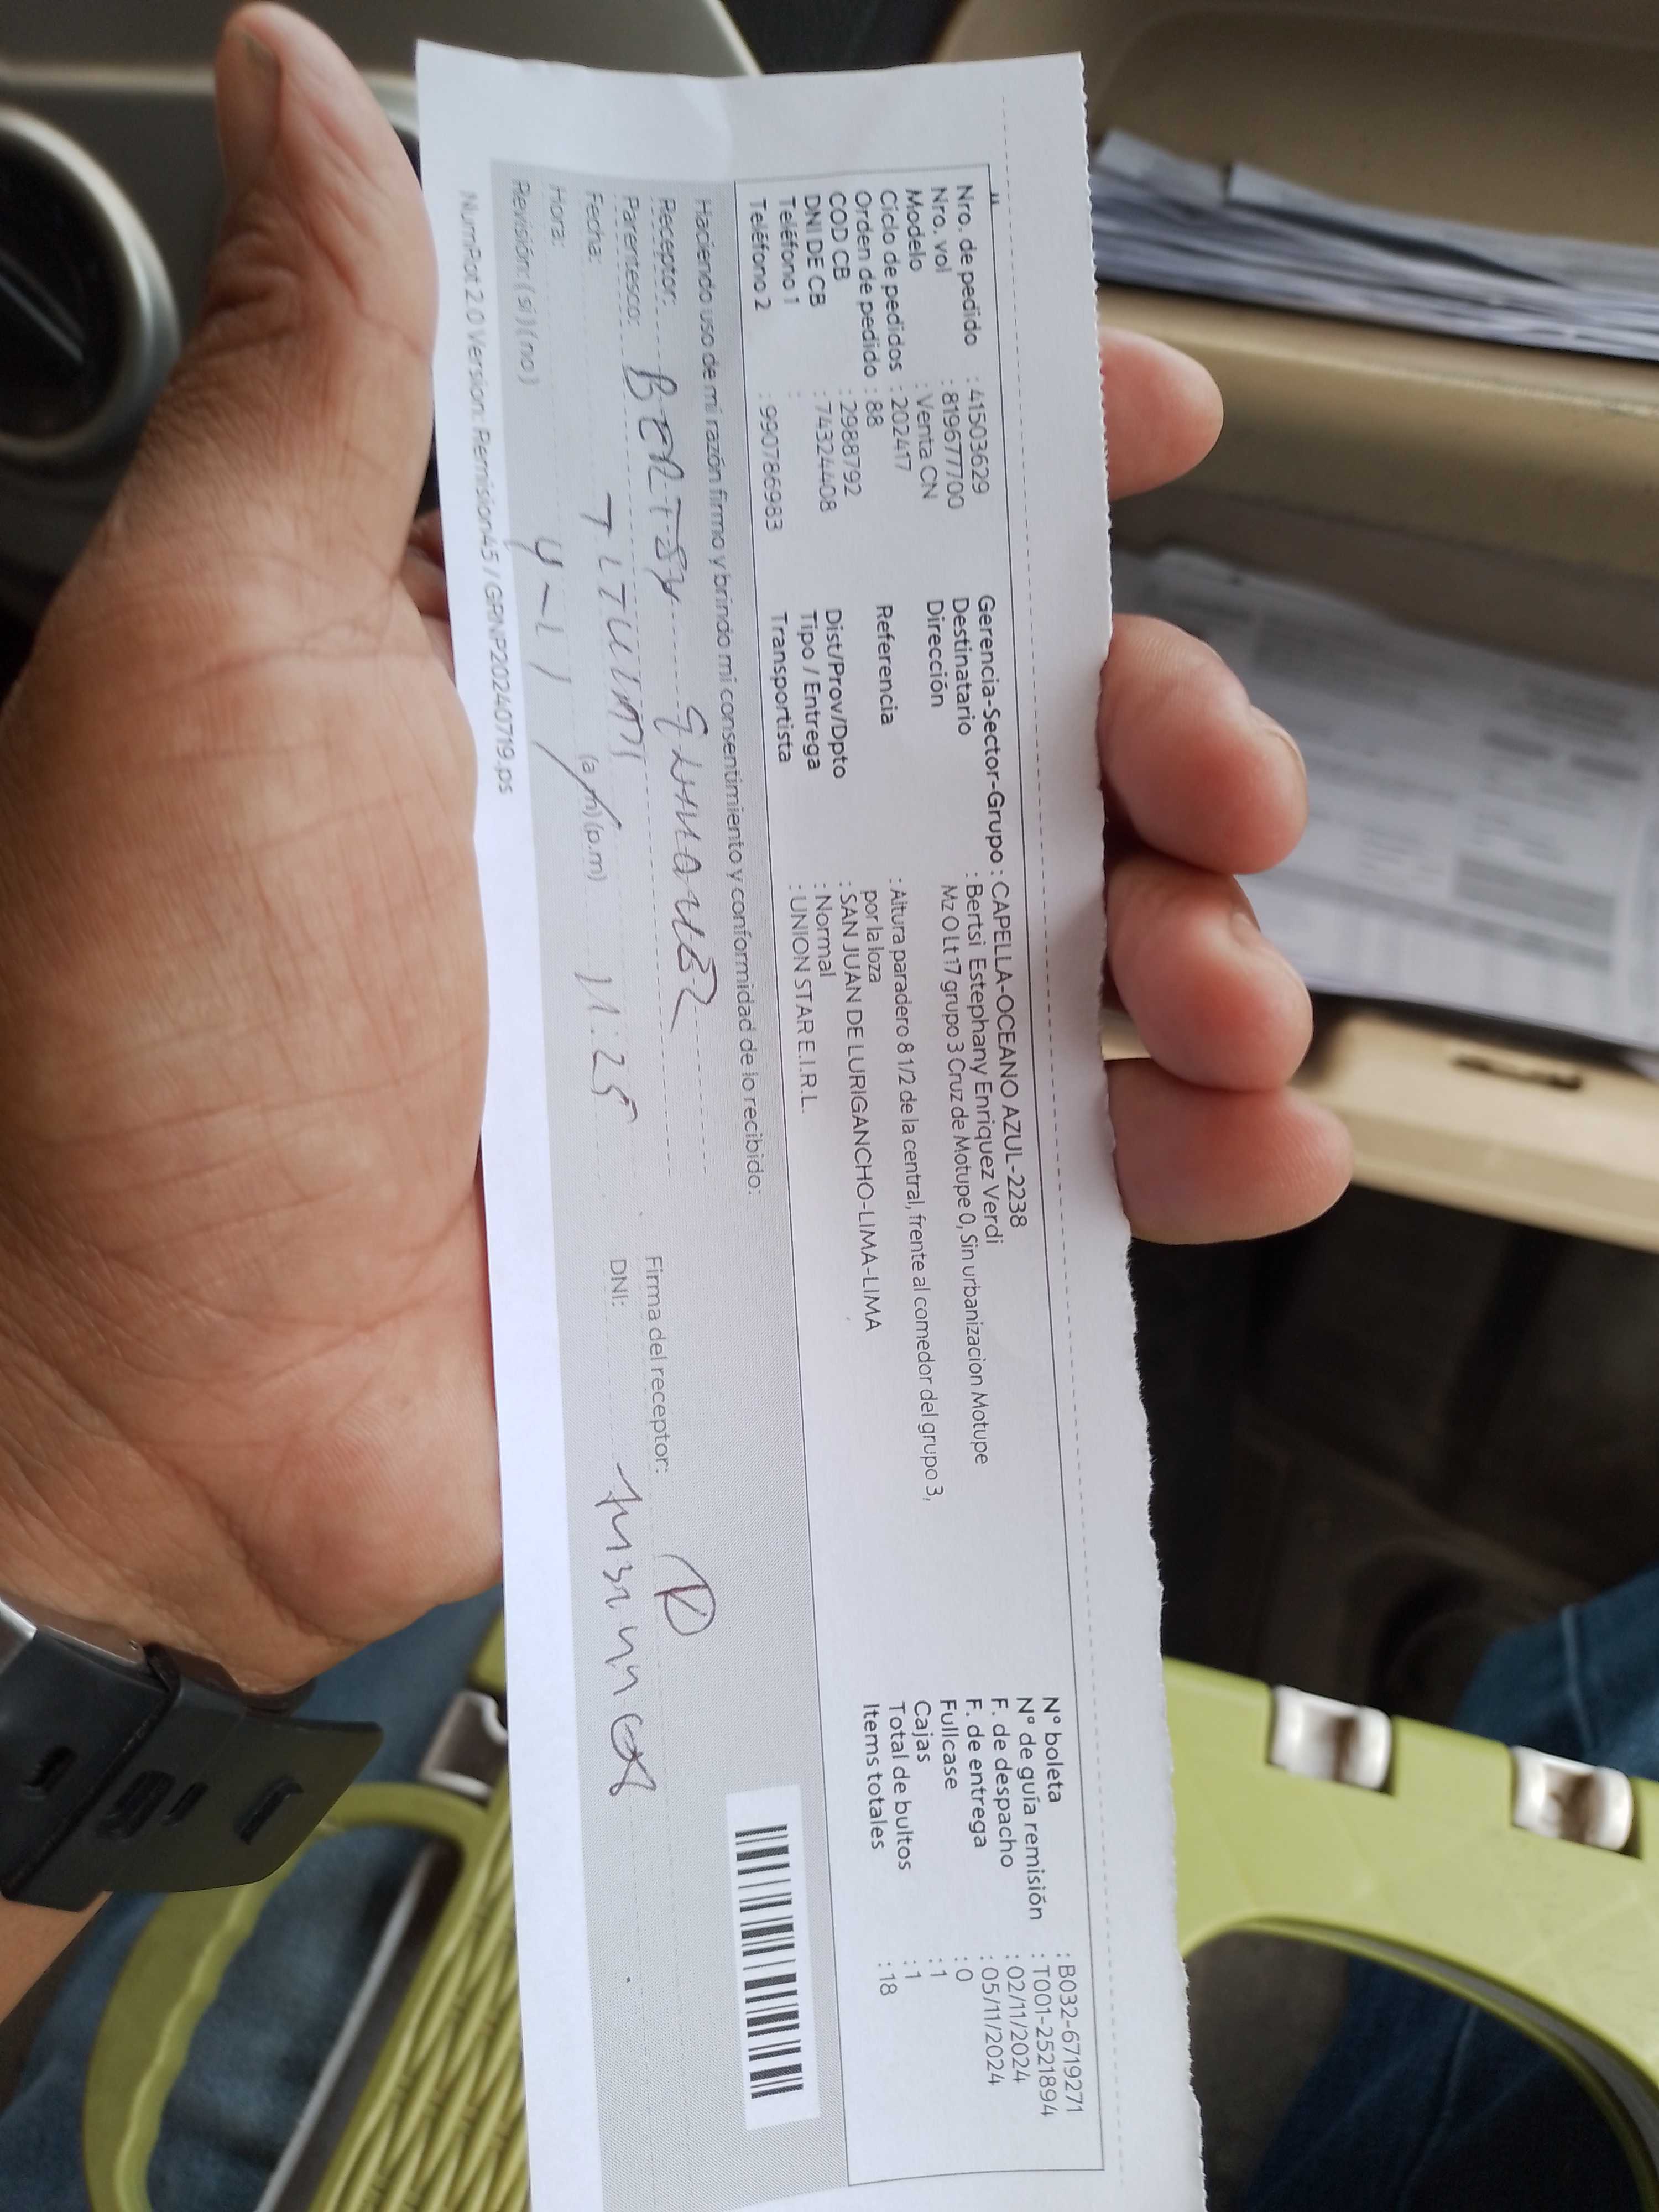 Nro. de pedido : 41503629
Nro. vol : 819677700
Modelo : Venta CN
Ciclo de pedidos : 202417
Orden de pedido : 88
COD CB : 2988792
DNI DE CB : 74324408
Teléfono 1 :
Teléfono 2 : 990786983
Gerencia-Sector-Grupo : CAPELLA-OCEANO AZUL-2238
Destinatario : Bertsi Estephany Enriquez Verdi
Dirección Mz O Lt 17 grupo 3 Cruz de Motupe 0, Sin urbanizacion Motupe
Referencia : Altura paradero 8 1/2 de la central, frente al comedor del grupo 3,
por la loza
Dist/Prov/Dpto : SAN JUAN DE LURIGANCHO-LIMA-LIMA
Tipo / Entrega : Normal
Transportista : UNION STAR E.I.R.L.
N° boleta : B032-6719271
N° de guía remisión : T001-2521894
F. de despacho : 02/11/2024
F. de entrega : 05/11/2024
Fullcase : 0
Cajas : 1
Total de bultos : 1
Items totales : 18
Haciendo uso de mi razón firmo y brindo mi consentimiento y conformidad de lo recibido:
Receptor:
Parentesco:
Fecha:
Hora: (a.m) (p.m) 11:25
Revisión: ( si ) ( no )
Firma del receptor:
DNI:
NumPot 2.0 Version: Remisión45 / GRNP20240719.ps